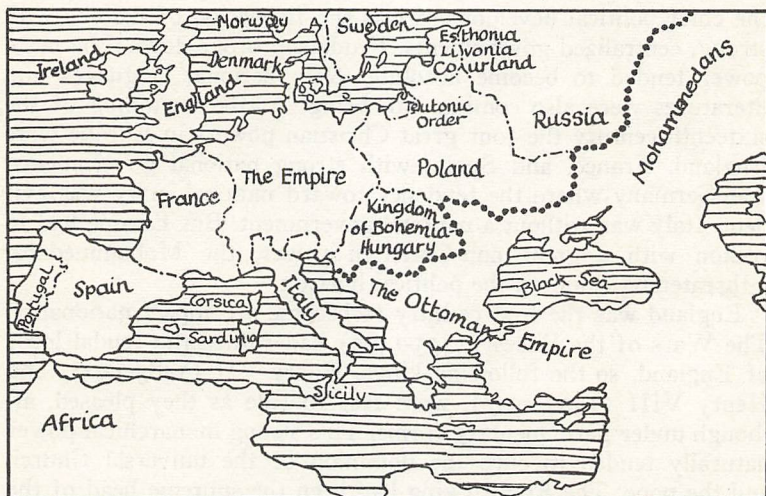 Norway
Sweden
Esthonia
Livonia
Courland
Ireland
Denmark
England
Teutonic
Order
Russia
Mohammedans
The Empire
Poland
France
Kingdom
of Bohemia-
Hungary
Spain
Portugal
Italy
Corsica
Sardinia
The Ottomans Empire
Black Sea
Sicily
Africa